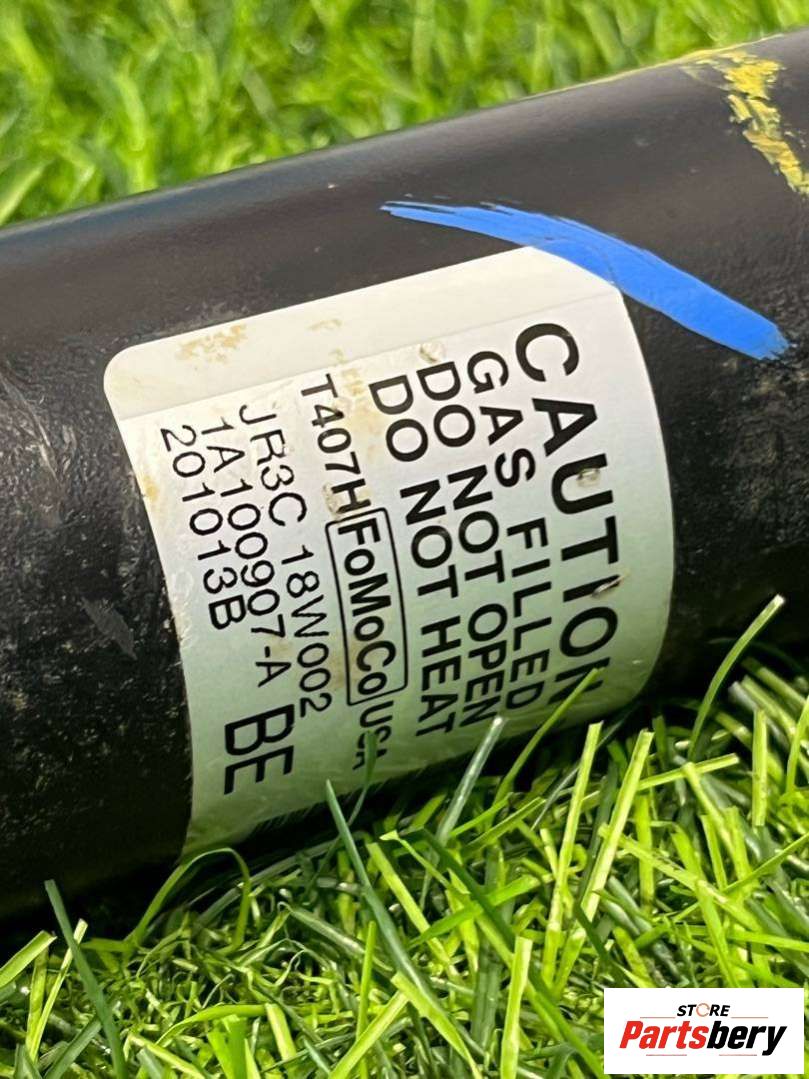 CAUTION
GAS FILLED
DO NOT OPEN
DO NOT HEAT
T407H FoMoCo USA
JR3C 18W002
1A100907-A
201013B
BE
STORE
Partsbery